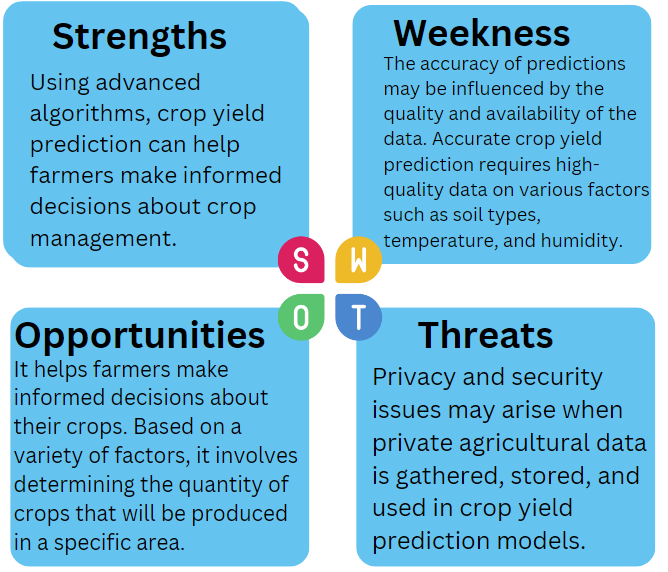 Strengths
Using advanced
algorithms, crop yield
prediction can help
farmers make informed
decisions about crop
management.
Weekness
The accuracy of predictions
may be influenced by the
quality and availability of the
data. Accurate crop yield
prediction requires high-
quality data on various factors
such as soil types,
temperature, and humidity.
S
W
O
T
Opportunities
It helps farmers make
informed decisions about
their crops. Based on a
variety of factors, it involves
determining the quantity of
crops that will be produced
in a specific area.
Threats
Privacy and security
issues may arise when
private agricultural data
is gathered, stored, and
used in crop yield
prediction models.